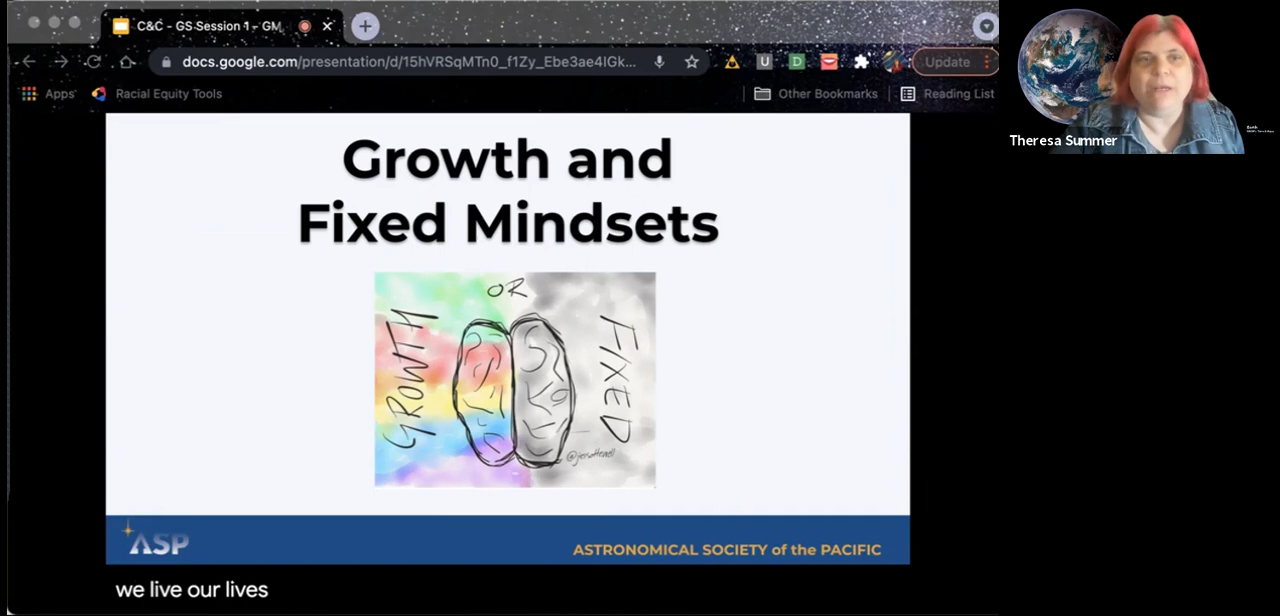 C&C - GS Session 1 - GM
docs.google.com/presentation/d/15hVRSqMTn0_f1Zy_Ebe3ae4IGk...
Update
Apps
Racial Equity Tools
Other Bookmarks
Reading List
Theresa Summer
Growth and
Fixed Mindsets
OR
GROWTH
FIXED
ASP
ASTRONOMICAL SOCIETY of the PACIFIC
we live our lives